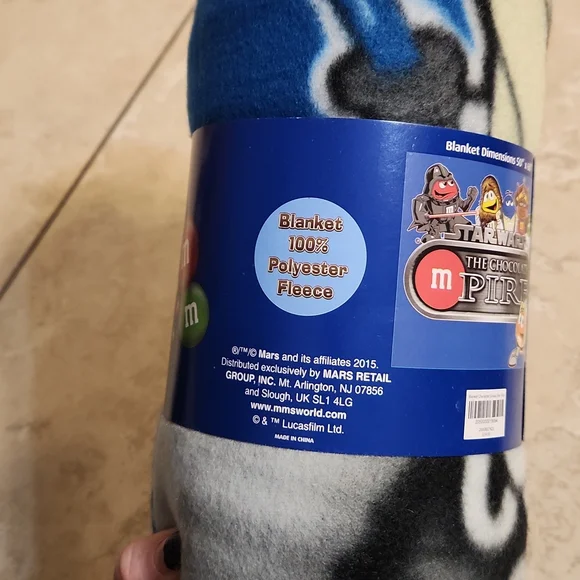 Blanket Dimensions 50" x
Blanket
100%
Polyester
Fleece
STAR WARS
m
THE CHOCOLATE
MPIRE
m
m
®/™/© Mars and its affiliates 2015.
Distributed exclusively by MARS RETAIL
GROUP, INC. Mt. Arlington, NJ 07856
and Slough, UK SL1 4LG
www.mmsworld.com
© & ™ Lucasfilm Ltd.
MADE IN CHINA